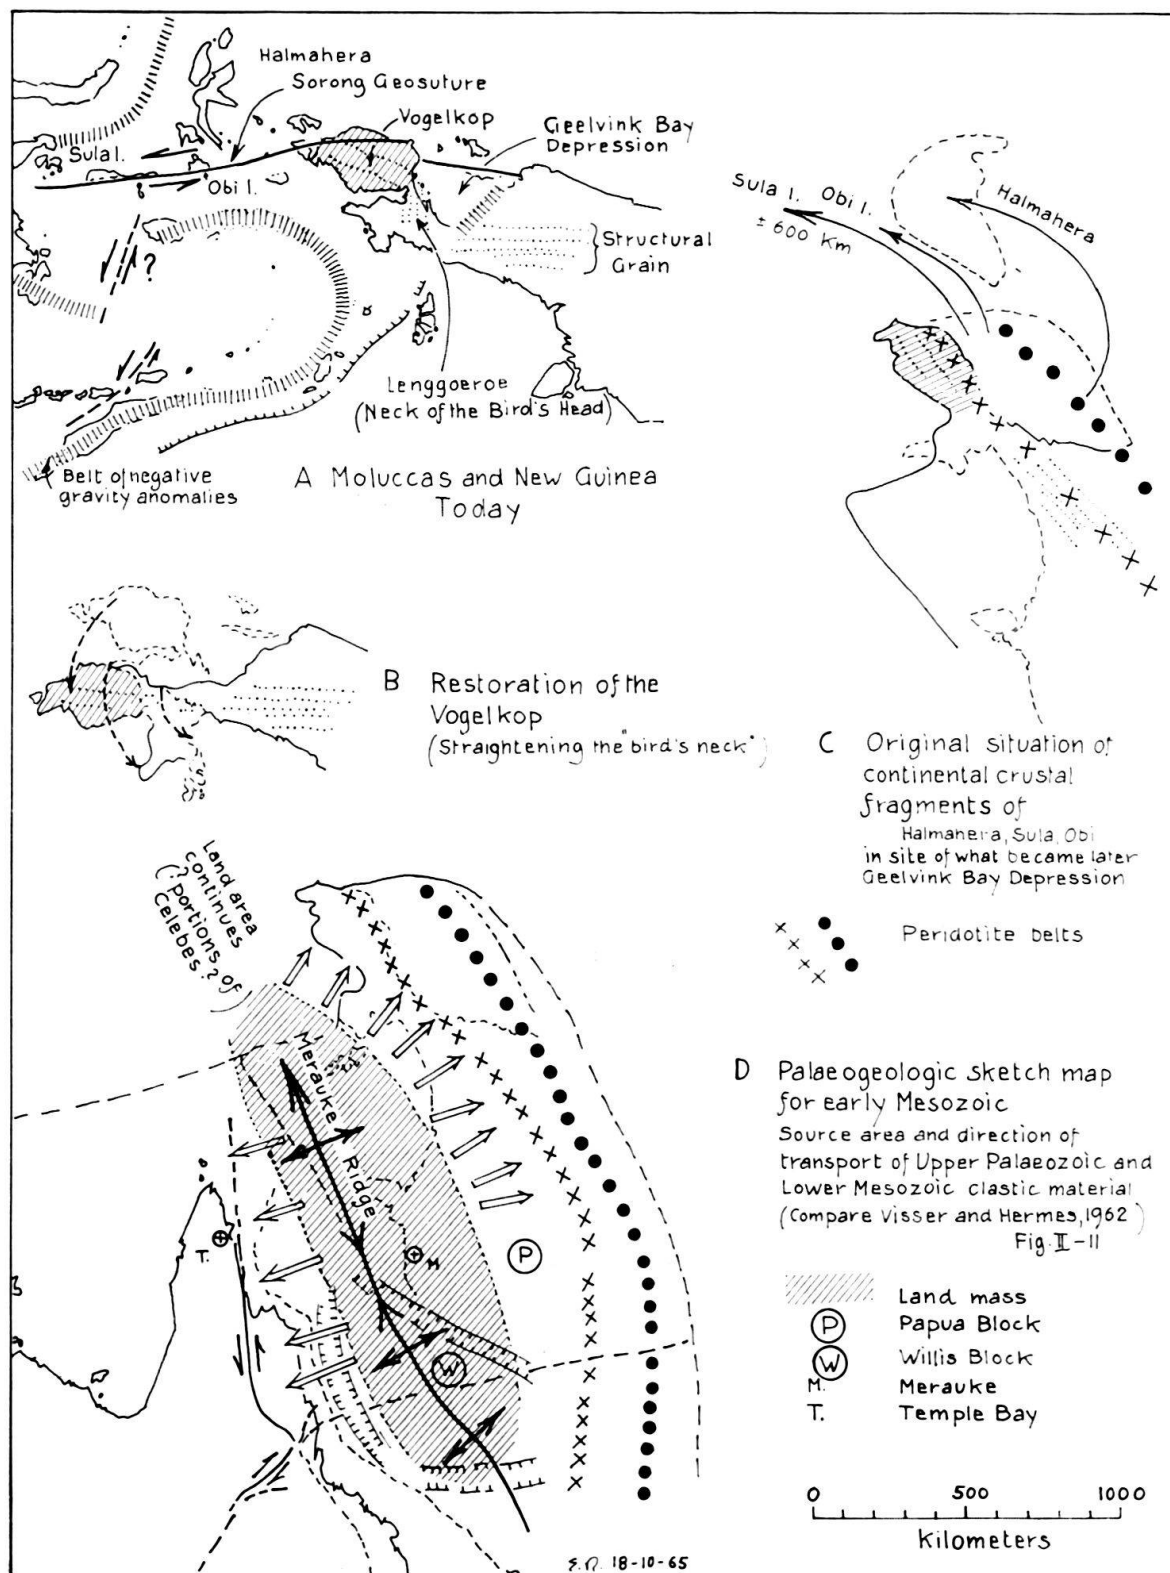 Halmahera
Sorong Geosuture
Vogelkop
Geelvink Bay
Depression
Sula I.
Obi I.
?
Structural
Grain
Lenggoeroe
(Neck of the Bird's Head)
Belt of negative
gravity anomalies
A Moluccas and New Guinea
Today
Sula I. Obi I.
± 600 Km
Halmahera
B Restoration of the
Vogelkop
(Straightening the "bird's neck")
C Original situation of
continental crustal
fragments of
Halmahera, Sula, Obi
in site of what became later
Geelvink Bay Depression
Peridotite belts
Land area
continues
(? portions of
Celebes?)
Merauke Ridge
T.
M.
P
W
D Palaeogeologic sketch map
for early Mesozoic
Source area and direction of
transport of Upper Palaeozoic and
Lower Mesozoic clastic material
(Compare Visser and Hermes, 1962)
Fig. II-11
Land mass
P Papua Block
W Willis Block
M. Merauke
T. Temple Bay
0 500 1000
Kilometers
18-10-65